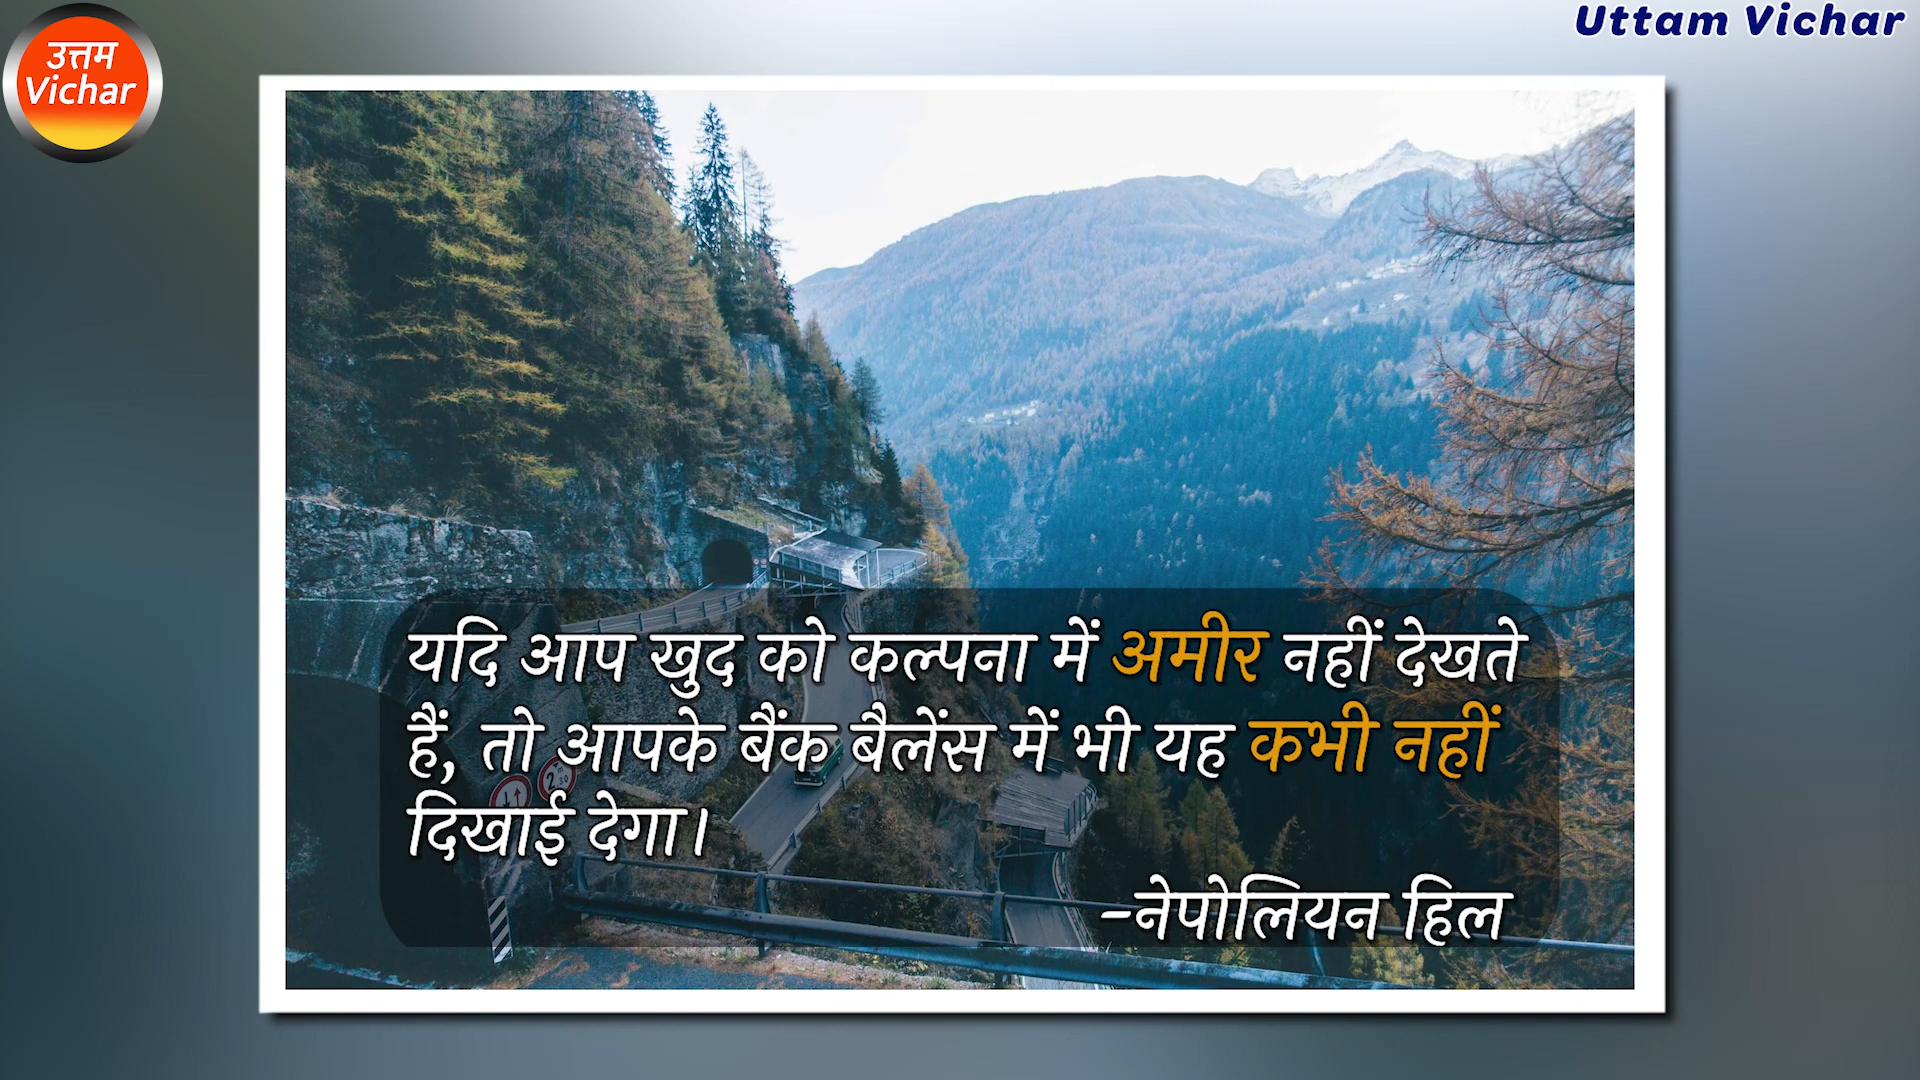 उत्तम
Vichar
Uttam Vichar
यदि आप खुद को कल्पना में अमीर नहीं देखते
हैं, तो आपके बैंक बैलेंस में भी यह कभी नहीं
दिखाई देगा।
-नेपोलियन हिल